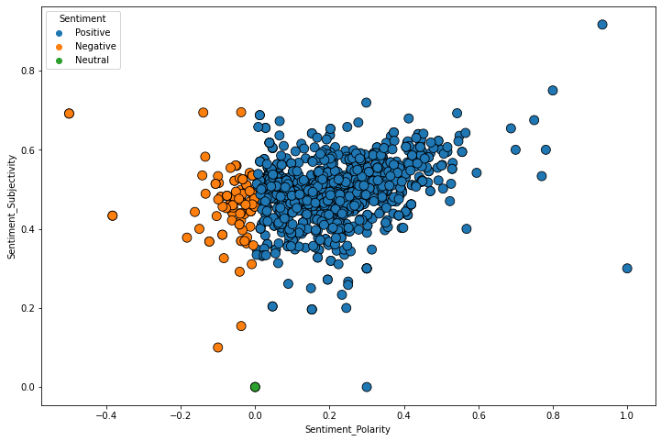 Sentiment
Positive
Negative
Neutral
0.8
0.6
0.4
0.2
0.0
Sentiment_Subjectivity
−0.4
−0.2
0.0
0.2
0.4
0.6
0.8
1.0
Sentiment_Polarity